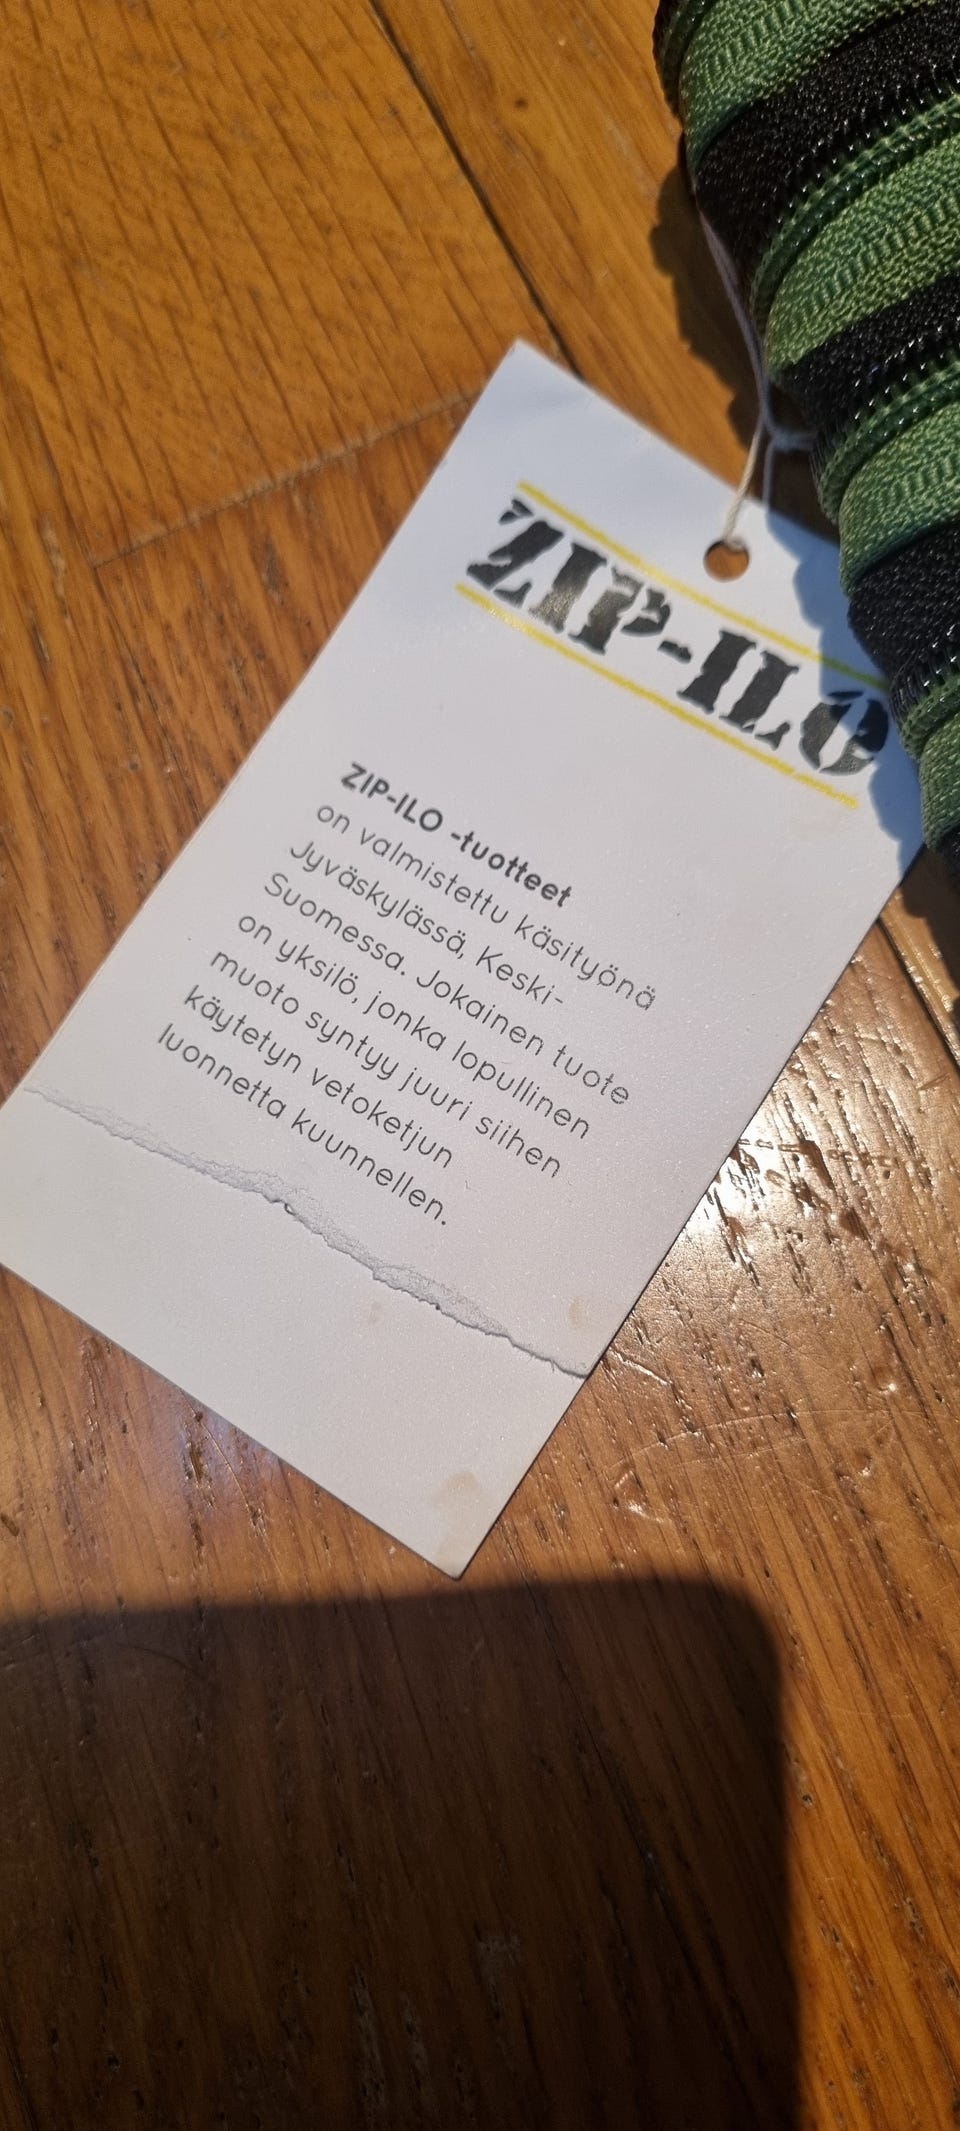 ZIP-ILO
ZIP-ILO -tuotteet
on valmistettu käsityönä
Jyväskylässä, Keski-
Suomessa. Jokainen tuote
on yksilö, jonka lopullinen
muoto syntyy juuri siihen
käytetyn vetoketjun
luonnetta kuunnellen.